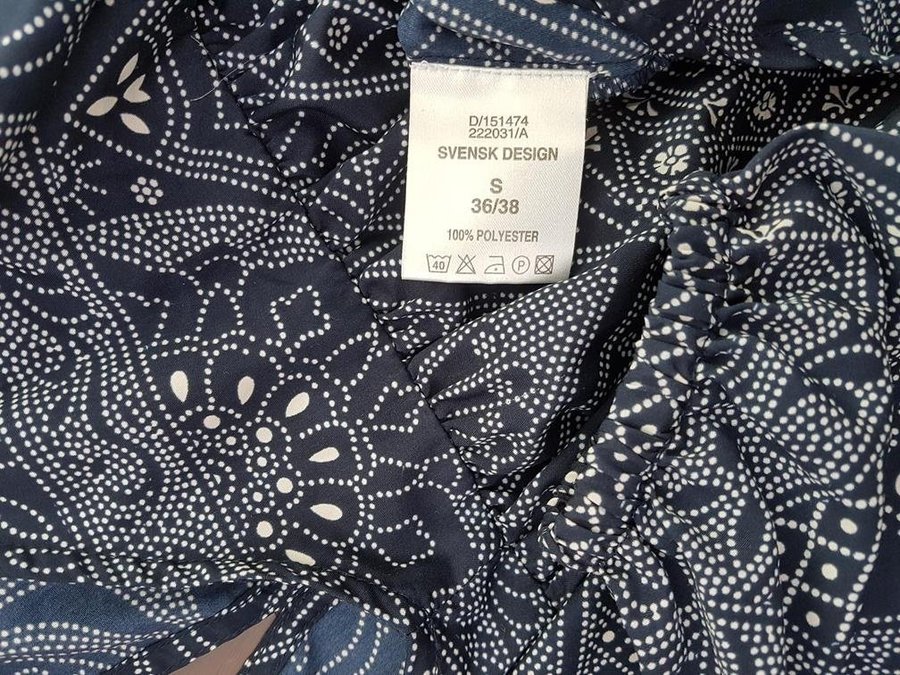 D/151474
222031/A
SVENSK DESIGN
S
36/38
100% POLYESTER
40 P